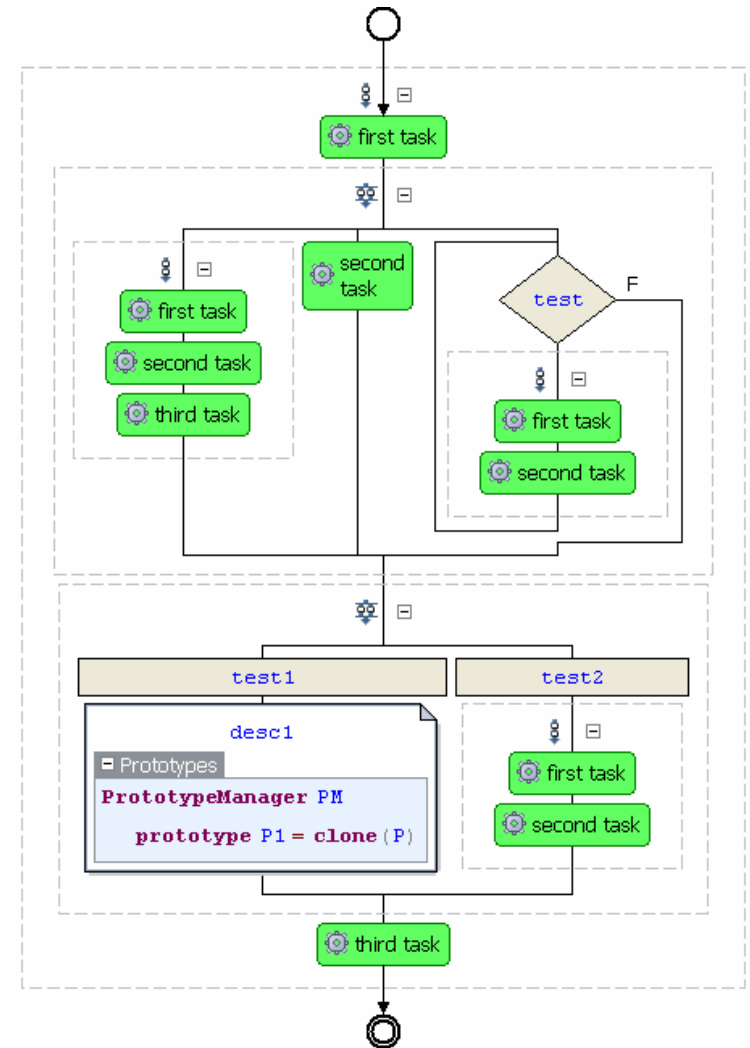 first task
first task
second task
third task
second
task
test
F
first task
second task
test1
desc1
Prototypes
PrototypeManager PM
prototype P1 = clone(P)
test2
first task
second task
third task